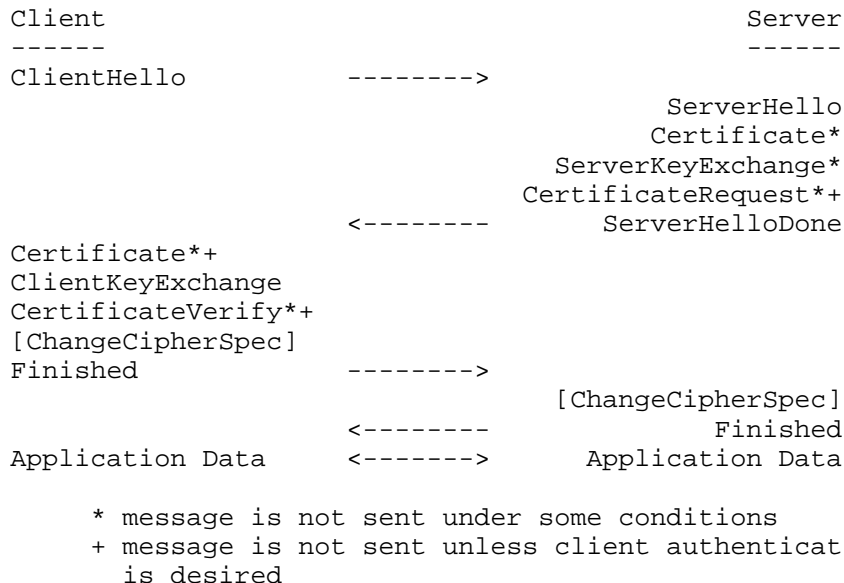 Client Server
------ ------
ClientHello -------->
ServerHello
Certificate*
ServerKeyExchange*
CertificateRequest*+
<-------- ServerHelloDone
Certificate*+
ClientKeyExchange
CertificateVerify*+
[ChangeCipherSpec]
Finished -------->
[ChangeCipherSpec]
<-------- Finished
Application Data <-------> Application Data
* message is not sent under some conditions
+ message is not sent unless client authenticat
is desired